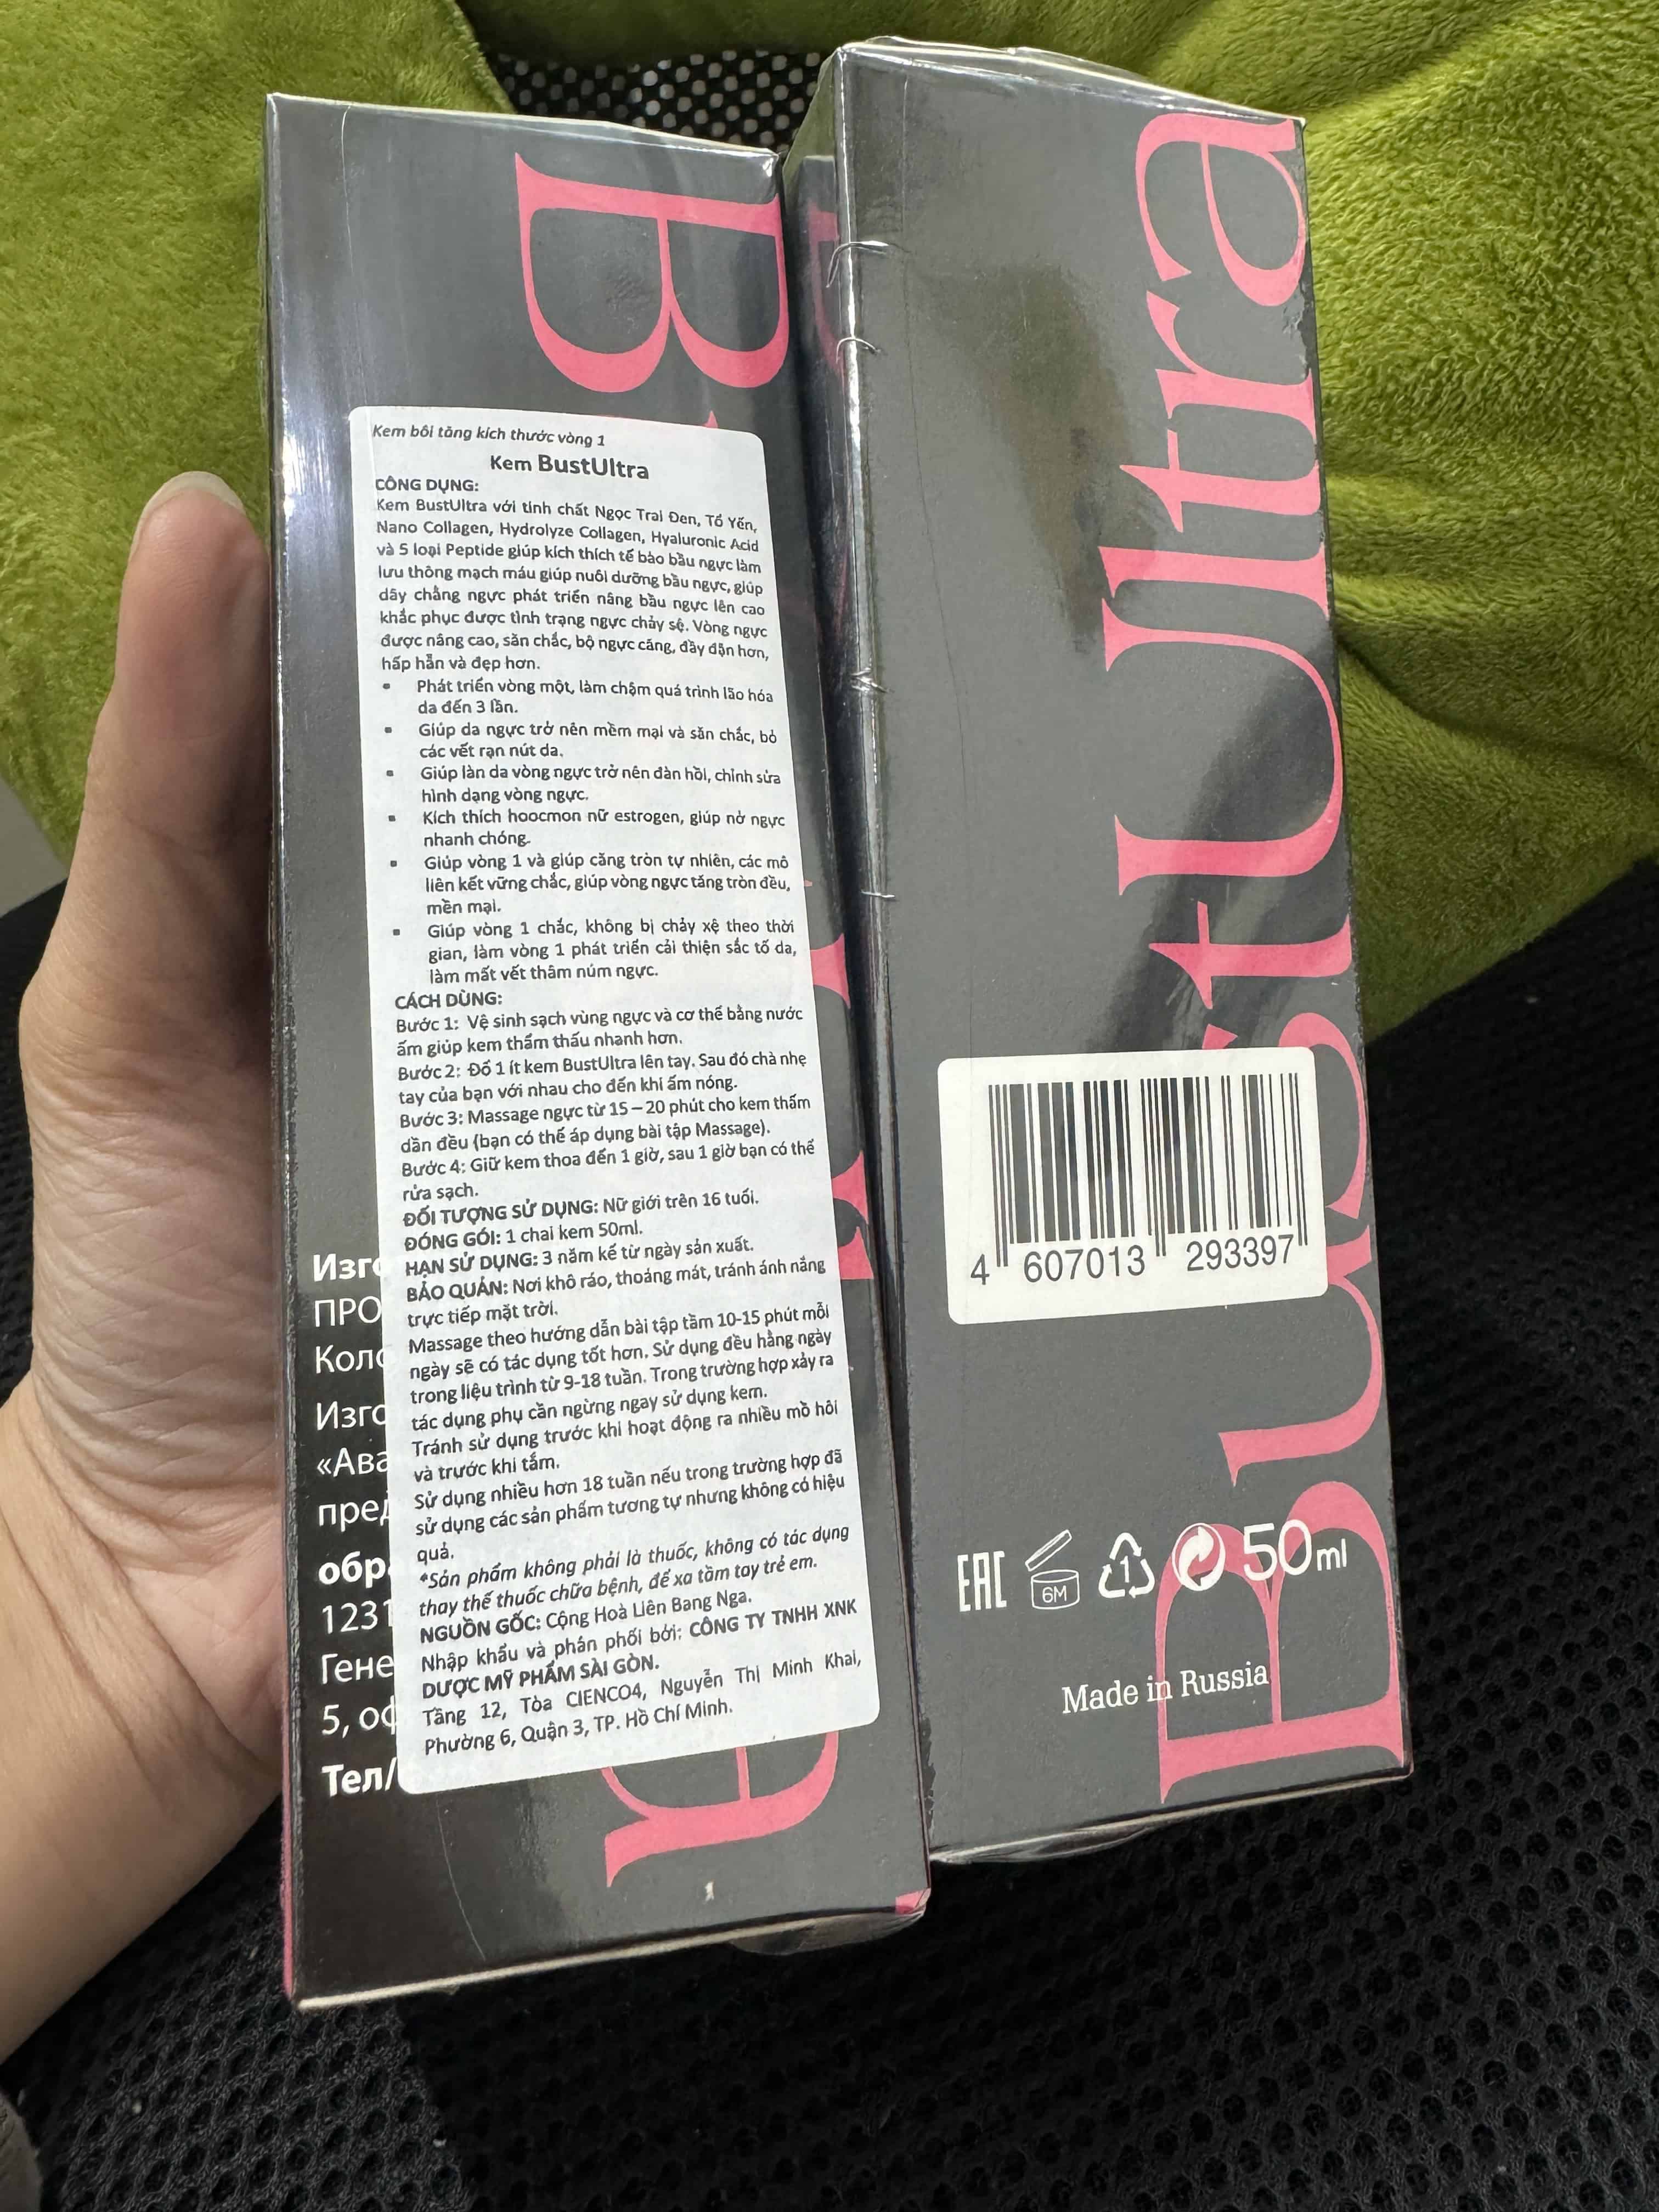 Kem bôi tăng kích thước vòng 1
Kem BustUltra
CÔNG DỤNG:
Kem BustUltra với tinh chất Ngọc Trai Đen, Tổ Yến,
Nano Collagen, Hydrolyze Collagen, Hyaluronic Acid
và 5 loại Peptide giúp kích thích tế bào bầu ngực làm
lưu thông mạch máu giúp nuôi dưỡng bầu ngực, giúp
dây chằng ngực phát triển nâng bầu ngực lên cao
khắc phục được tình trạng ngực chảy sệ. Vòng ngực
được nâng cao, săn chắc, bộ ngực căng, đầy đặn hơn,
hấp hẫn và đẹp hơn.
▪ Phát triển vòng một, làm chậm quá trình lão hóa
da đến 3 lần.
▪ Giúp da ngực trở nên mềm mại và săn chắc, bỏ
các vết rạn nứt da.
▪ Giúp làn da vòng ngực trở nên đàn hồi, chỉnh sửa
hình dạng vòng ngực.
▪ Kích thích hoocmon nữ estrogen, giúp nở ngực
nhanh chóng.
▪ Giúp vòng 1 và giúp căng tròn tự nhiên, các mô
liên kết vững chắc, giúp vòng ngực tăng tròn đều,
mền mại.
▪ Giúp vòng 1 chắc, không bị chảy xệ theo thời
gian, làm vòng 1 phát triển cải thiện sắc tố da,
làm mất vết thâm núm ngực.
CÁCH DÙNG:
Bước 1: Vệ sinh sạch vùng ngực và cơ thể bằng nước
ấm giúp kem thẩm thấu nhanh hơn.
Bước 2: Đổ 1 ít kem BustUltra lên tay. Sau đó chà nhẹ
tay của bạn với nhau cho đến khi ấm nóng.
Bước 3: Massage ngực từ 15 – 20 phút cho kem thấm
dần đều (bạn có thể áp dụng bài tập Massage).
Bước 4: Giữ kem thoa đến 1 giờ, sau 1 giờ bạn có thể
rửa sạch.
ĐỐI TƯỢNG SỬ DỤNG: Nữ giới trên 16 tuổi.
ĐÓNG GÓI: 1 chai kem 50ml.
HẠN SỬ DỤNG: 3 năm kể từ ngày sản xuất.
BẢO QUẢN: Nơi khô ráo, thoáng mát, tránh ánh nắng
trực tiếp mặt trời.
Massage theo hướng dẫn bài tập tầm 10-15 phút mỗi
ngày sẽ có tác dụng tốt hơn. Sử dụng đều hằng ngày
trong liệu trình từ 9-18 tuần. Trong trường hợp xảy ra
tác dụng phụ cần ngừng ngay sử dụng kem.
Tránh sử dụng trước khi hoạt động ra nhiều mồ hôi
và trước khi tắm.
Sử dụng nhiều hơn 18 tuần nếu trong trường hợp đã
sử dụng các sản phẩm tương tự nhưng không có hiệu
quả.
*Sản phẩm không phải là thuốc, không có tác dụng
thay thế thuốc chữa bệnh, để xa tầm tay trẻ em.
NGUỒN GỐC: Cộng Hoà Liên Bang Nga.
Nhập khẩu và phân phối bởi: CÔNG TY TNHH XNK
DƯỢC MỸ PHẨM SÀI GÒN.
Tầng 12, Tòa CIENCO4, Nguyễn Thị Minh Khai,
Phường 6, Quận 3, TP. Hồ Chí Minh.
ПРО
1231
Гене
Тел/
BustUltra
4 607013 293397
EAC 6M 1 50ml
Made in Russia